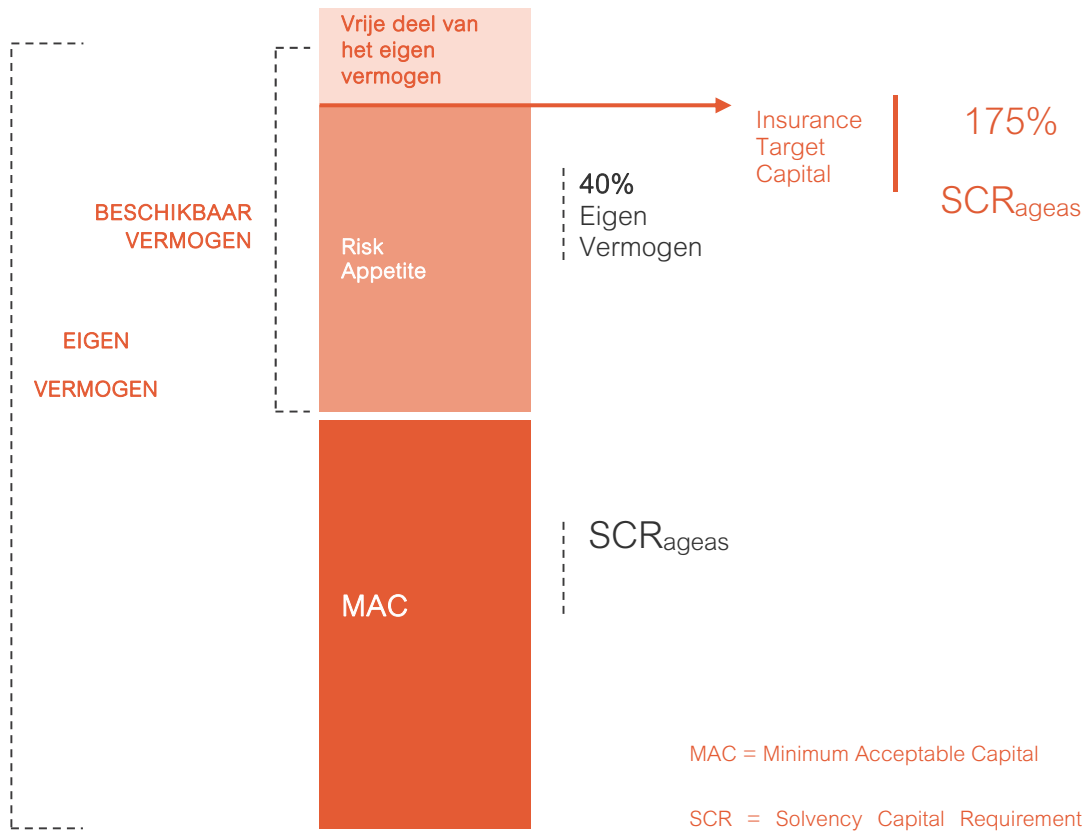 Vrije deel van
het eigen
vermogen
Insurance
Target
Capital
175%
SCRageas
40%
Eigen
Vermogen
BESCHIKBAAR
VERMOGEN
Risk
Appetite
EIGEN
VERMOGEN
SCRageas
MAC
MAC = Minimum Acceptable Capital
SCR = Solvency Capital Requirement